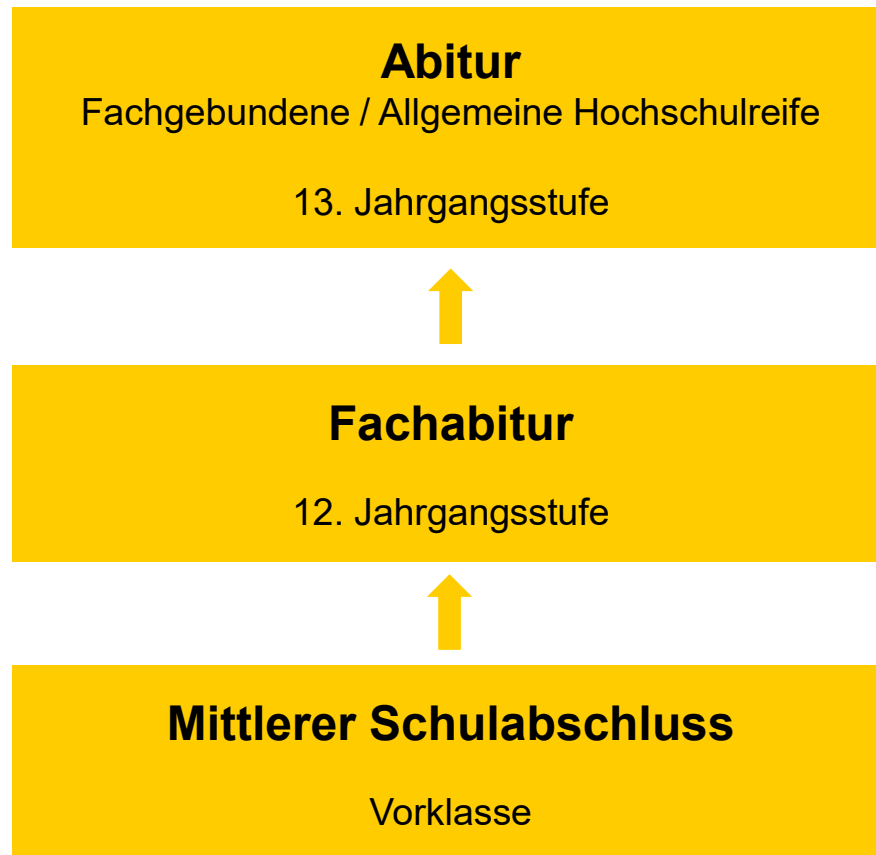 Abitur
Fachgebundene / Allgemeine Hochschulreife
13. Jahrgangsstufe
Fachabitur
12. Jahrgangsstufe
Mittlerer Schulabschluss
Vorklasse